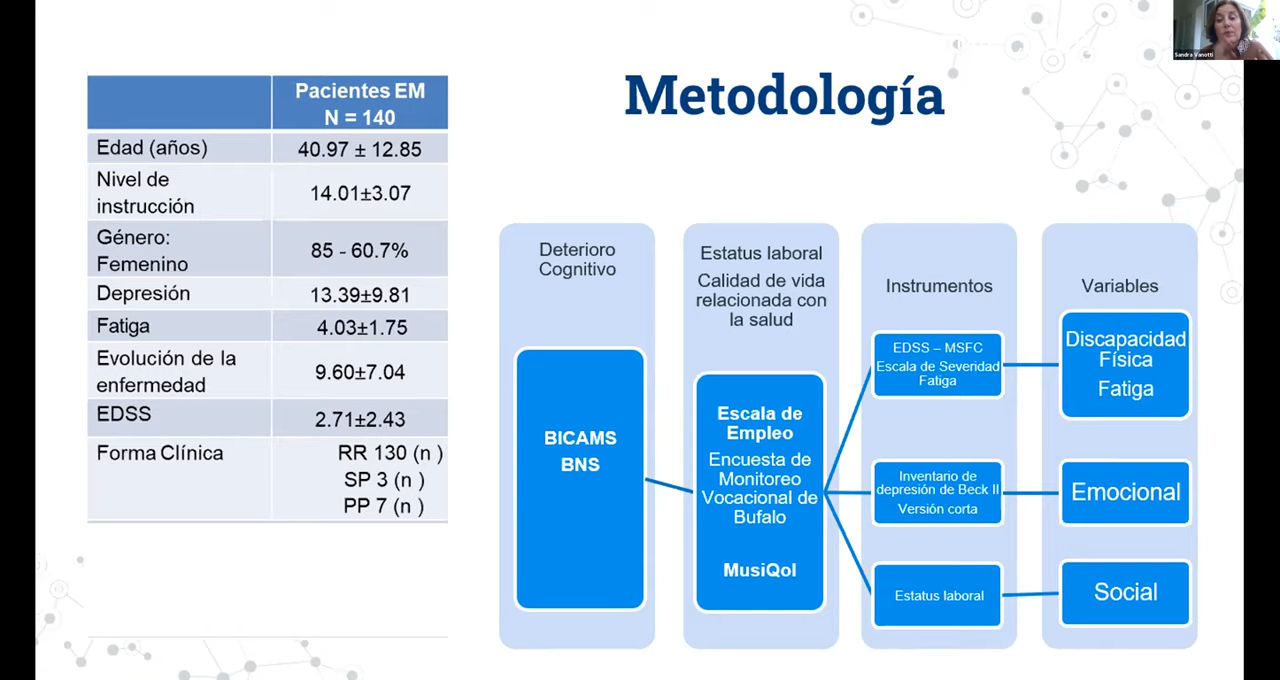 Sandra Vanotti
Metodología
Pacientes EM
N = 140
Edad (años) 40.97 ± 12.85
Nivel de
instrucción 14.01±3.07
Género:
Femenino 85 - 60.7%
Depresión 13.39±9.81
Fatiga 4.03±1.75
Evolución de la
enfermedad 9.60±7.04
EDSS 2.71±2.43
Forma Clínica RR 130 (n )
SP 3 (n )
PP 7 (n )
Deterioro
Cognitivo
BICAMS
BNS
Estatus laboral
Calidad de vida
relacionada con
la salud
Escala de
Empleo
Encuesta de
Monitoreo
Vocacional de
Bufalo
MusiQol
Instrumentos
EDSS – MSFC
Escala de Severidad
Fatiga
Inventario de
depresión de Beck II
Versión corta
Estatus laboral
Variables
Discapacidad
Física
Fatiga
Emocional
Social